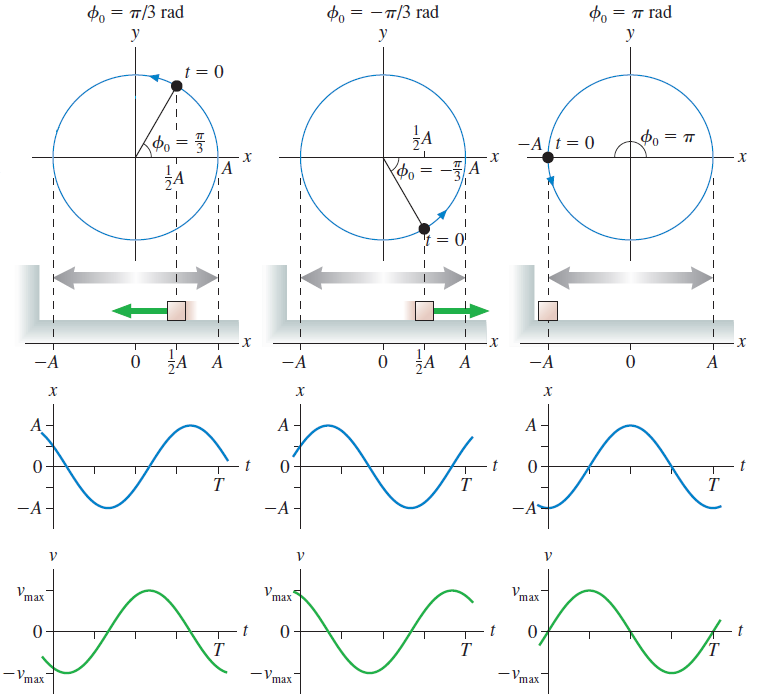 ϕ₀ = π/3 rad
ϕ₀ = −π/3 rad
ϕ₀ = π rad
y
y
y
t = 0
ϕ₀ = π/3
½A
A
x
½A
ϕ₀ = −π/3
A
x
t = 0
−A
t = 0
ϕ₀ = π
x
x
x
x
−A
0
½A
A
−A
0
½A
A
−A
0
A
x
x
x
A
0
−A
T
t
A
0
−A
T
t
A
0
−A
T
t
v
v
v
vmax
0
−vmax
T
t
vmax
0
−vmax
T
t
vmax
0
−vmax
T
t